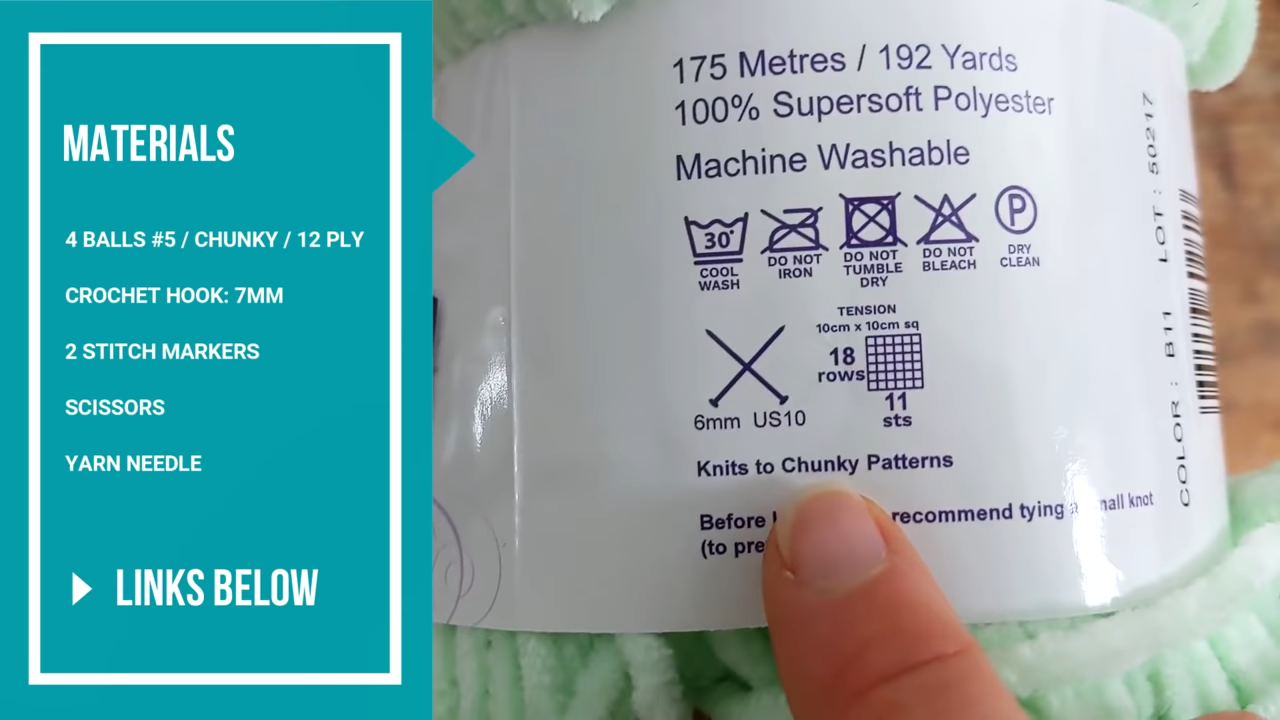 MATERIALS
4 BALLS #5 / CHUNKY / 12 PLY
CROCHET HOOK: 7MM
2 STITCH MARKERS
SCISSORS
YARN NEEDLE
LINKS BELOW
175 Metres / 192 Yards
100% Supersoft Polyester
Machine Washable
30°
COOL WASH
DO NOT IRON
DO NOT TUMBLE DRY
DO NOT BLEACH
P
DRY CLEAN
TENSION
10cm x 10cm sq
18 rows
11 sts
6mm US10
Knits to Chunky Patterns
Before recommend tying knot
(to
COLOR : B11 LOT : 50217